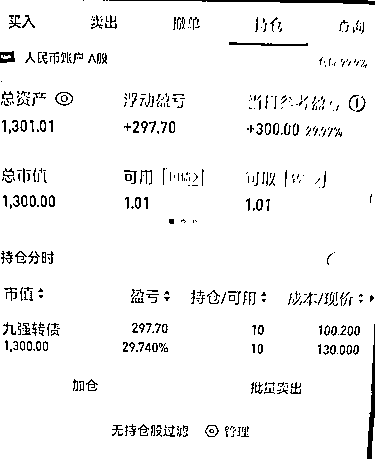 买入 卖出 撤单 持仓 查询
人民币账户 A股
总资产 浮动盈亏 当日参考盈亏
1,301.01 +297.70 +300.00 29.97%
总市值 可用 可取
1,300.00 1.01 1.01
持仓分时
市值 盈亏 持仓/可用 成本/现价
九强转债 297.70 10 100.200
1,300.00 29.740% 10 130.000
加仓 批量卖出
无持仓股过滤 管理